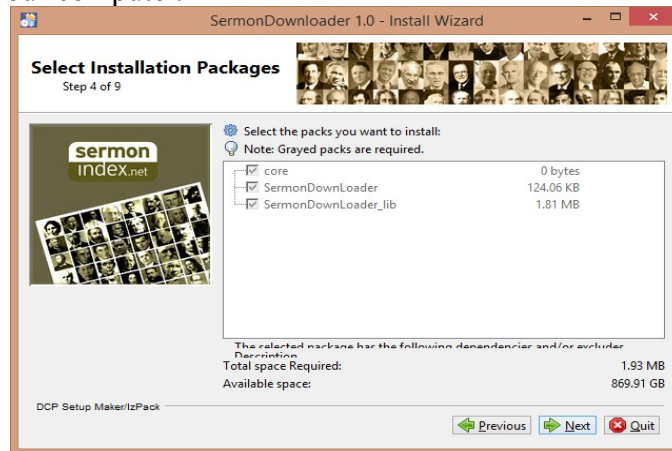 SermonDownloader 1.0 - Install Wizard
Select Installation Packages
Step 4 of 9
sermon
index.net
Select the packs you want to install:
Note: Grayed packs are required.
core 0 bytes
SermonDownLoader 124.06 KB
SermonDownLoader_lib 1.81 MB
The selected package has the following dependencies and/or excludes
Description
Total space Required: 1.93 MB
Available space: 869.91 GB
DCP Setup Maker/IzPack
Previous Next Quit